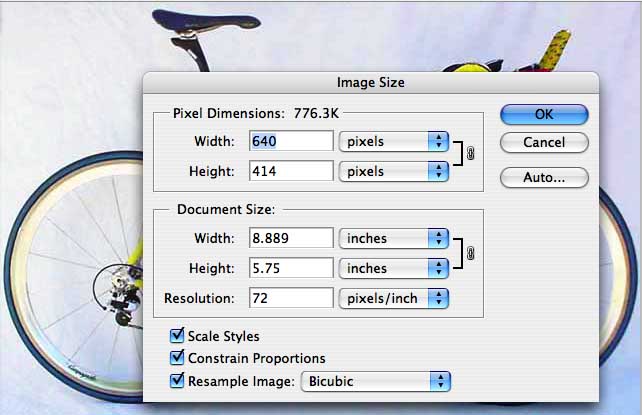 Image Size
Pixel Dimensions: 776.3K
Width: 640 pixels
Height: 414 pixels
Document Size:
Width: 8.889 inches
Height: 5.75 inches
Resolution: 72 pixels/inch
Scale Styles
Constrain Proportions
Resample Image: Bicubic
OK
Cancel
Auto...
Campagnolo